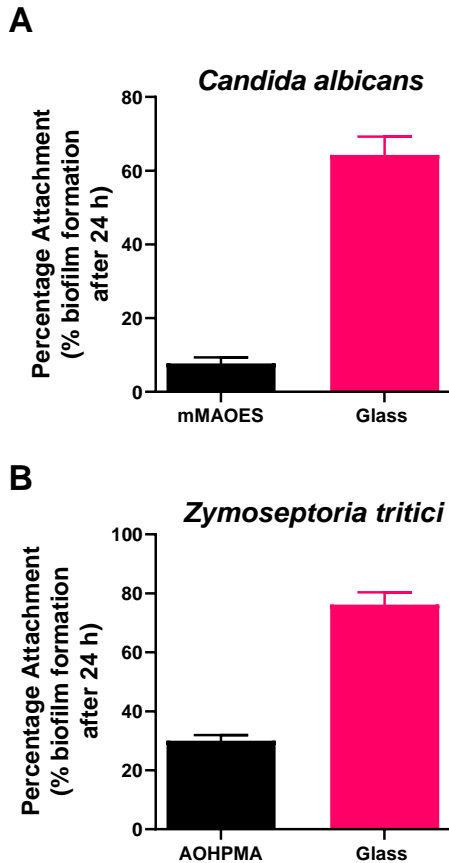 A
Candida albicans
Percentage Attachment
(% biofilm formation
after 24 h)
80
60
40
20
0
mMAOES Glass
B
Zymoseptoria tritici
Percentage Attachment
(% biofilm formation
after 24 h)
100
80
60
40
20
0
AOHPMA Glass